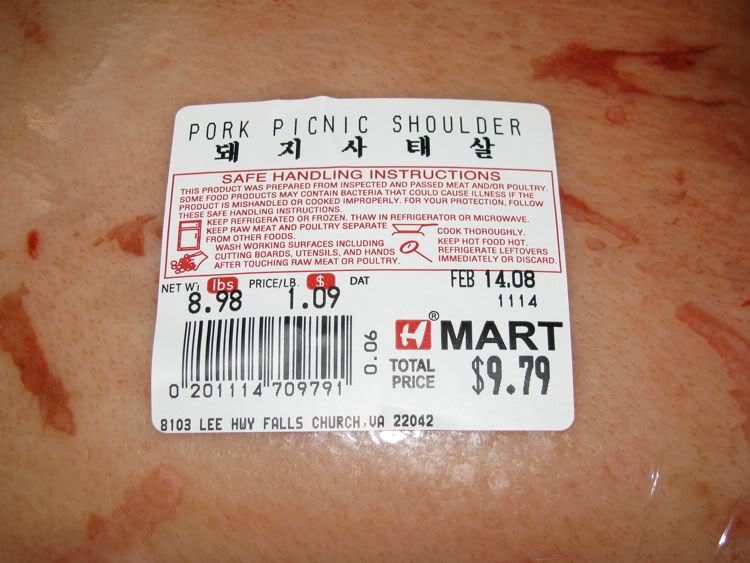 PORK PICNIC SHOULDER
돼 지 사 태 살
SAFE HANDLING INSTRUCTIONS
THIS PRODUCT WAS PREPARED FROM INSPECTED AND PASSED MEAT AND/OR POULTRY.
SOME FOOD PRODUCTS MAY CONTAIN BACTERIA THAT COULD CAUSE ILLNESS IF THE
PRODUCT IS MISHANDLED OR COOKED IMPROPERLY. FOR YOUR PROTECTION, FOLLOW
THESE SAFE HANDLING INSTRUCTIONS.
KEEP REFRIGERATED OR FROZEN. THAW IN REFRIGERATOR OR MICROWAVE.
KEEP RAW MEAT AND POULTRY SEPARATE
FROM OTHER FOODS.
WASH WORKING SURFACES INCLUDING
CUTTING BOARDS, UTENSILS, AND HANDS
AFTER TOUCHING RAW MEAT OR POULTRY.
COOK THOROUGHLY.
KEEP HOT FOOD HOT.
REFRIGERATE LEFTOVERS
IMMEDIATELY OR DISCARD.
NET WT lbs PRICE/LB. $ DAT FEB 14.08
8.98 1.09 1114
H® MART
0.06
TOTAL
PRICE $9.79
0 201114 709791
8103 LEE HWY FALLS CHURCH,VA 22042